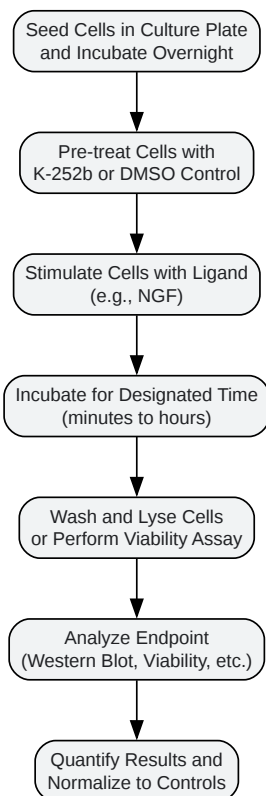 Seed Cells in Culture Plate
and Incubate Overnight
Pre-treat Cells with
K-252b or DMSO Control
Stimulate Cells with Ligand
(e.g., NGF)
Incubate for Designated Time
(minutes to hours)
Wash and Lyse Cells
or Perform Viability Assay
Analyze Endpoint
(Western Blot, Viability, etc.)
Quantify Results and
Normalize to Controls